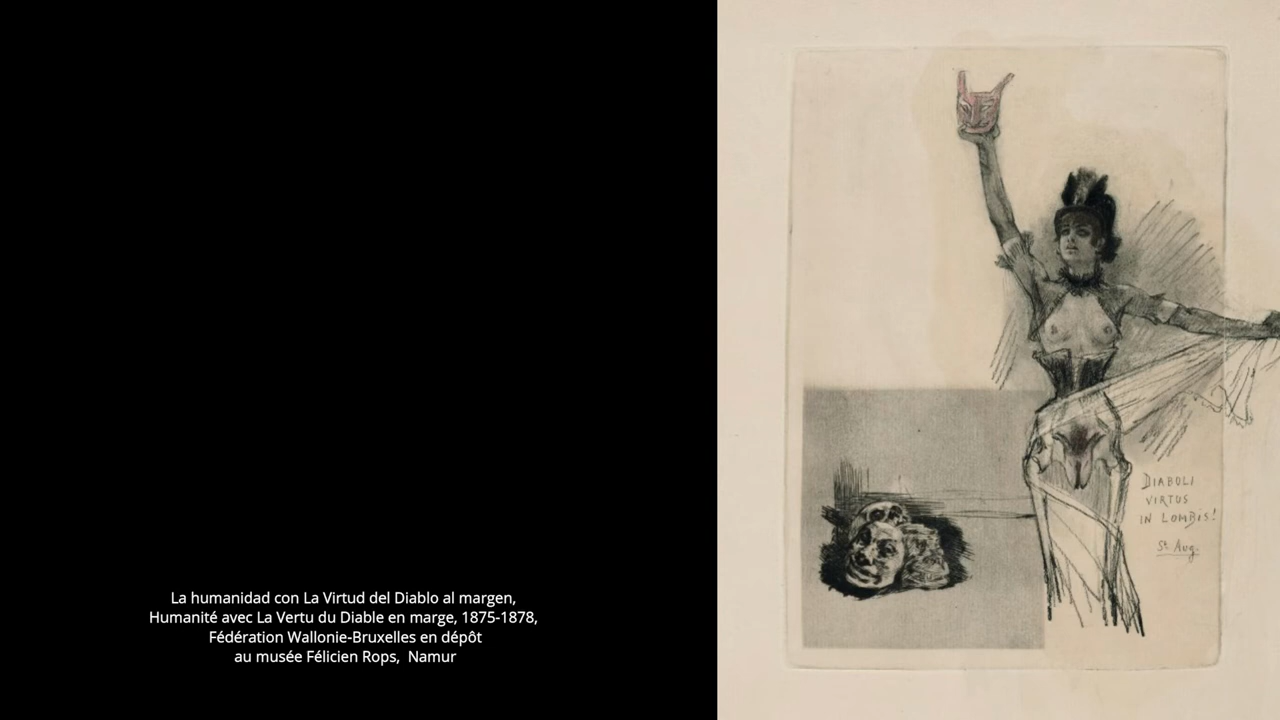 La humanidad con La Virtud del Diablo al margen,
Humanité avec La Vertu du Diable en marge, 1875-1878,
Fédération Wallonie-Bruxelles en dépôt
au musée Félicien Rops,  Namur
DIABOLI
VIRTUS
IN LOMBIS!
St Aug.